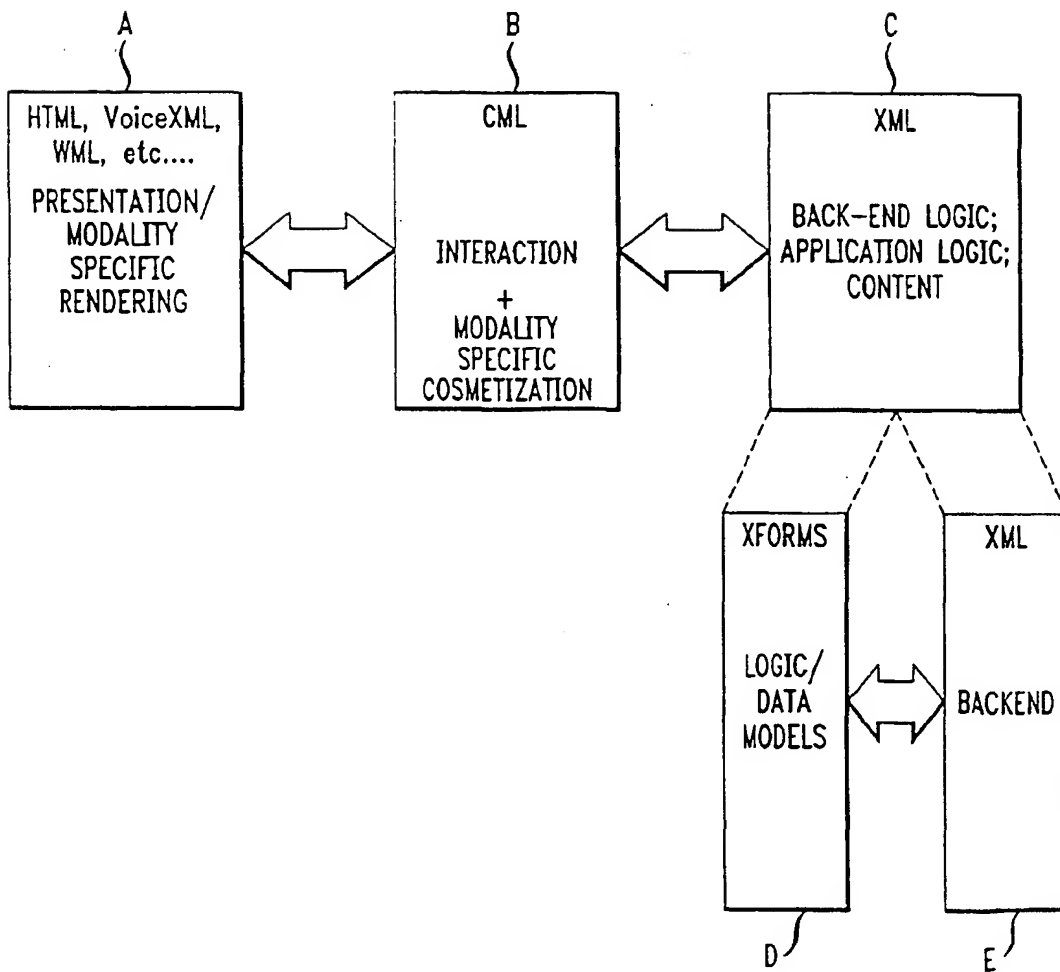 A
B
C
HTML, VoiceXML,
WML, etc....
PRESENTATION/
MODALITY
SPECIFIC
RENDERING
CML
INTERACTION
+
MODALITY
SPECIFIC
COSMETIZATION
XML
BACK-END LOGIC;
APPLICATION LOGIC;
CONTENT
XFORMS
LOGIC/
DATA
MODELS
XML
BACKEND
D
E